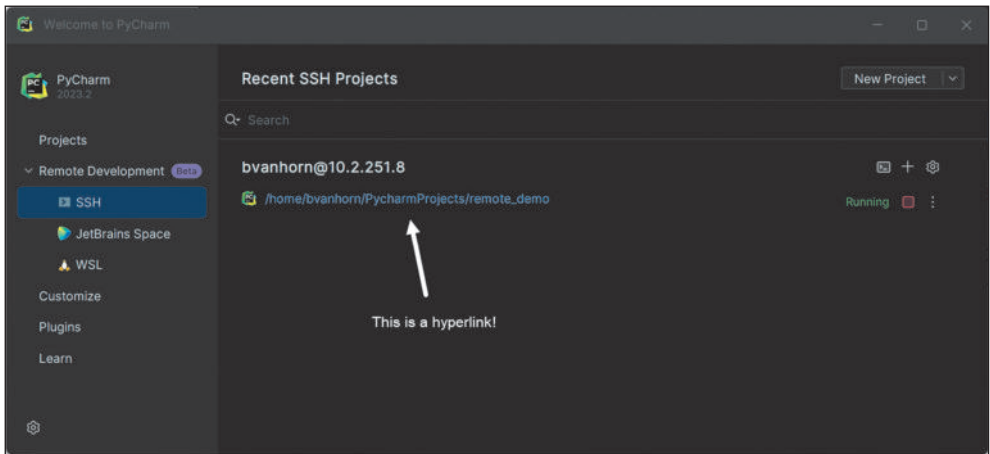 Welcome to PyCharm
PyCharm
2023.2
Projects
Remote Development Beta
SSH
JetBrains Space
WSL
Customize
Plugins
Learn
Recent SSH Projects
New Project
Search
bvanhorn@10.2.251.8
/home/bvanhorn/PycharmProjects/remote_demo
Running
This is a hyperlink!